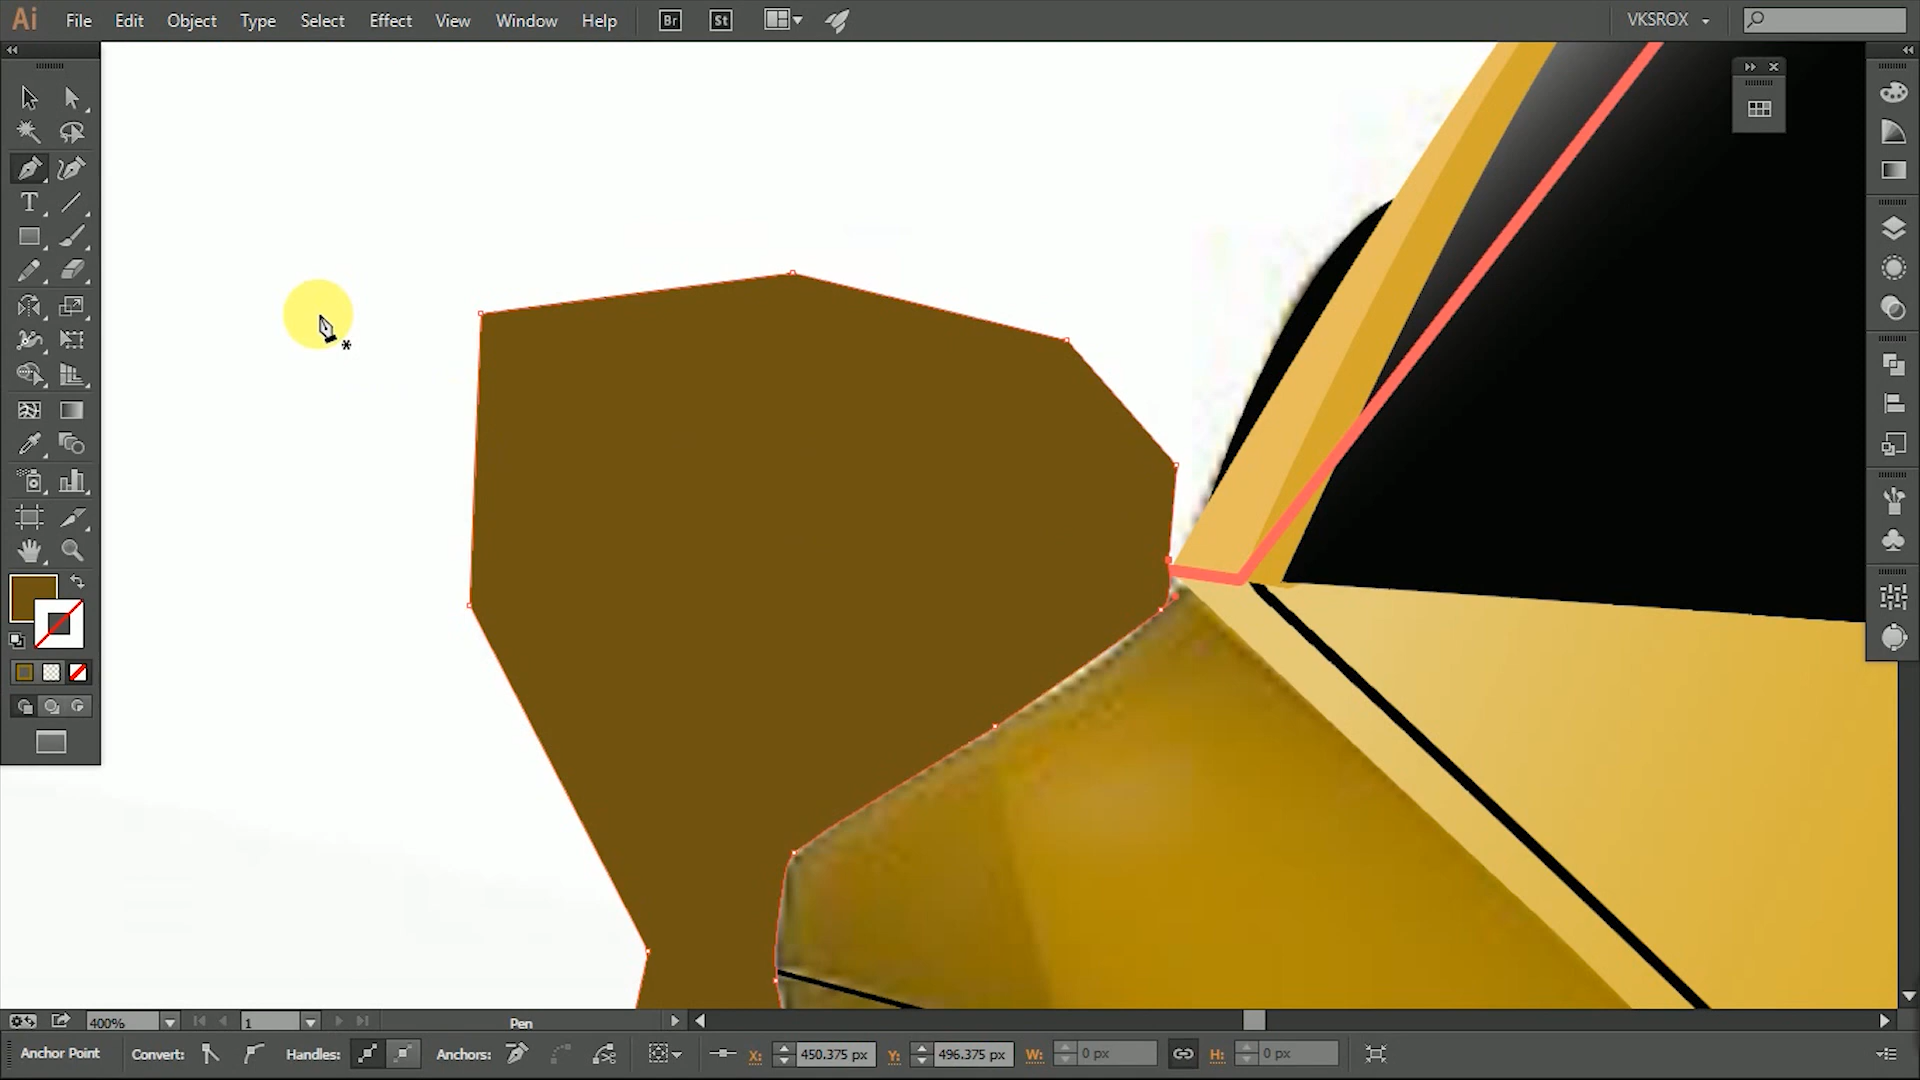 Ai File Edit Object Type Select Effect View Window Help Br St VKSROX
T
400% 1 Pen
Anchor Point Convert: Handles: Anchors: X: 450.375 px Y: 496.375 px W: 0 px H: 0 px